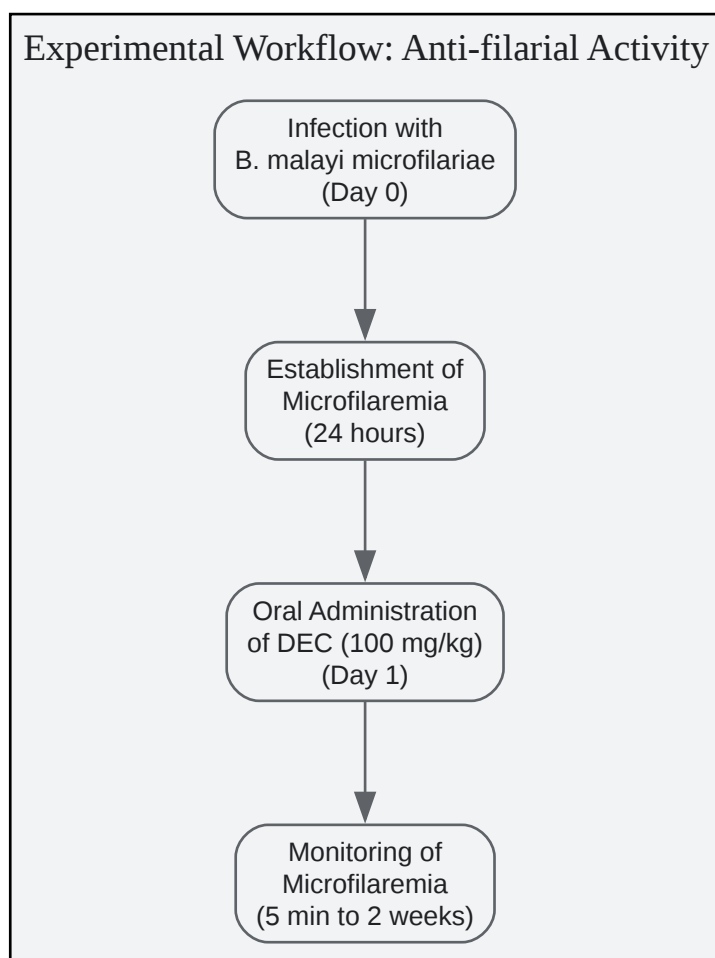 Experimental Workflow: Anti-filarial Activity
Infection with
B. malayi microfilariae
(Day 0)
Establishment of
Microfilaremia
(24 hours)
Oral Administration
of DEC (100 mg/kg)
(Day 1)
Monitoring of
Microfilaremia
(5 min to 2 weeks)